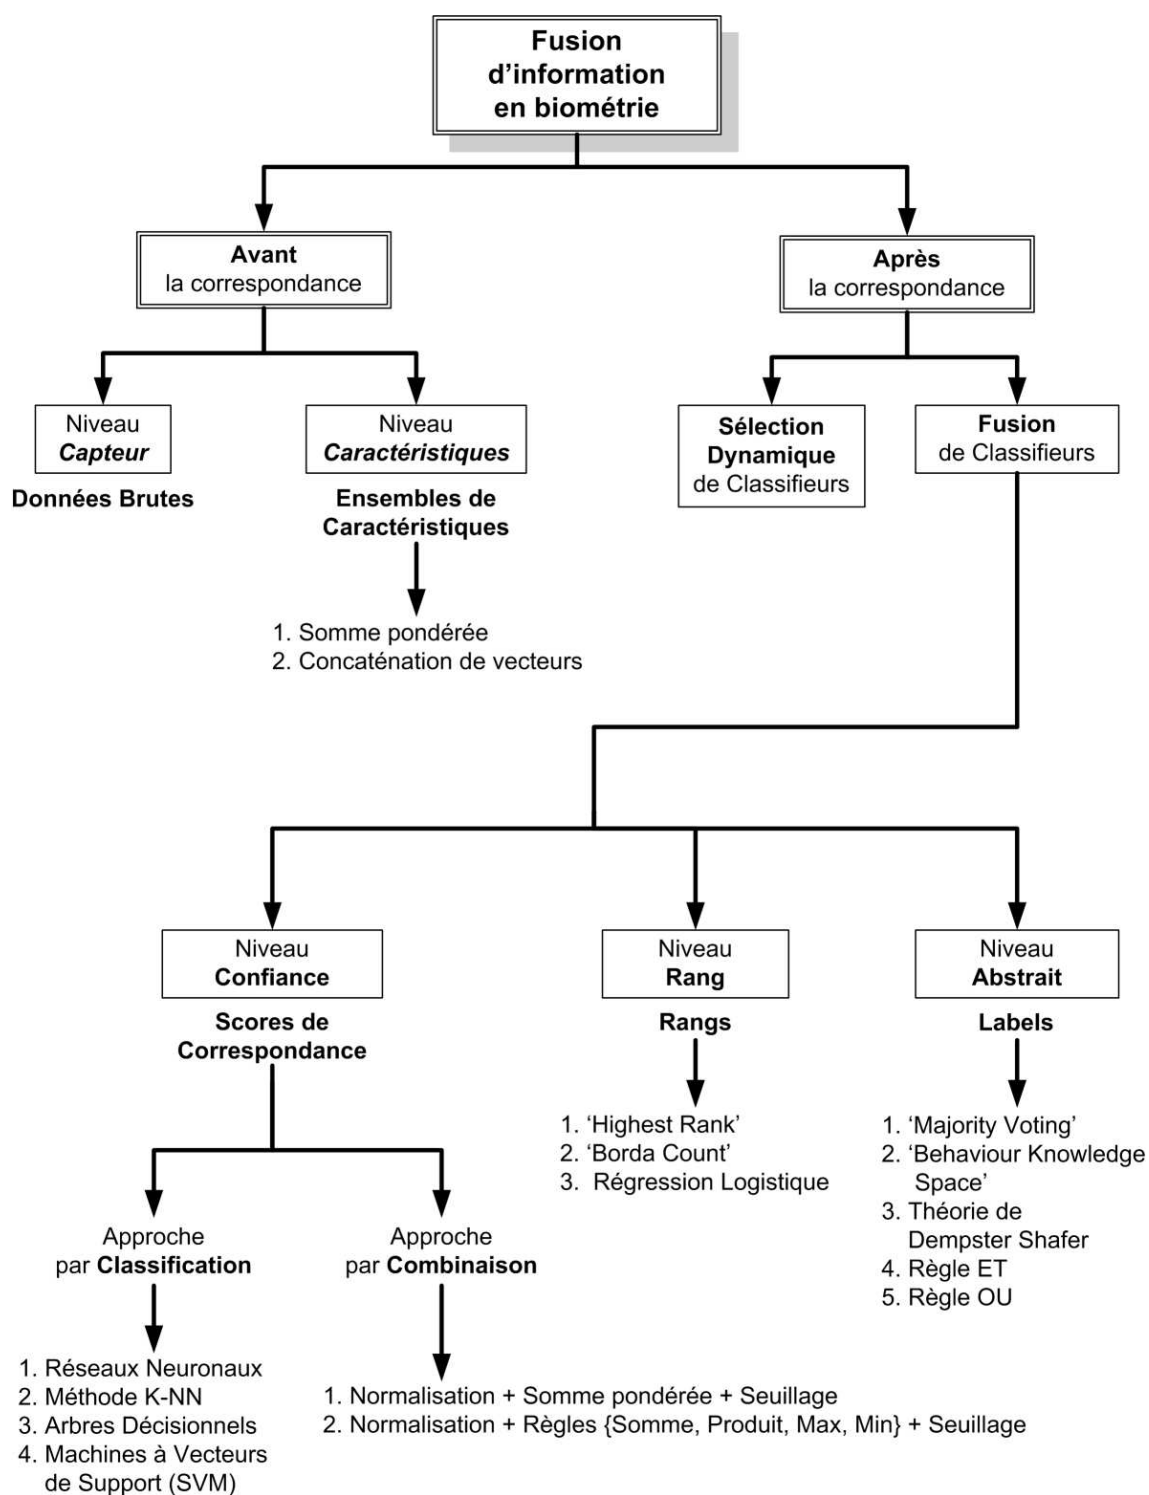 Fusion
d’information
en biométrie
Avant
la correspondance
Après
la correspondance
Niveau
Capteur
Données Brutes
Niveau
Caractéristiques
Ensembles de
Caractéristiques
1. Somme pondérée
2. Concaténation de vecteurs
Sélection
Dynamique
de Classifieurs
Fusion
de Classifieurs
Niveau
Confiance
Scores de
Correspondance
Niveau
Rang
Rangs
Niveau
Abstrait
Labels
1. ‘Highest Rank’
2. ‘Borda Count’
3. Régression Logistique
1. ‘Majority Voting’
2. ‘Behaviour Knowledge
Space’
3. Théorie de
Dempster Shafer
4. Règle ET
5. Règle OU
Approche
par Classification
Approche
par Combinaison
1. Réseaux Neuronaux
2. Méthode K-NN
3. Arbres Décisionnels
4. Machines à Vecteurs
de Support (SVM)
1. Normalisation + Somme pondérée + Seuillage
2. Normalisation + Règles {Somme, Produit, Max, Min} + Seuillage